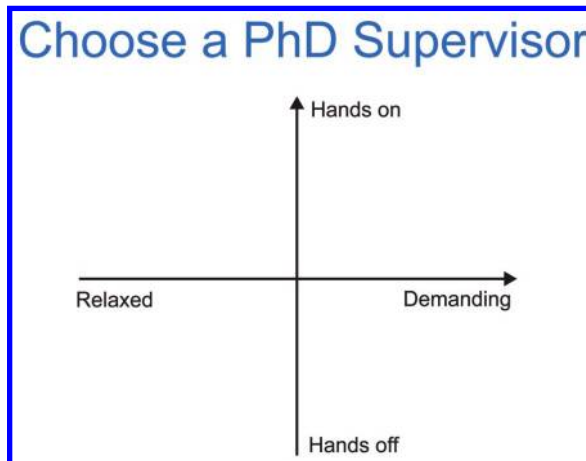 Choose a PhD Supervisor
Hands on
Relaxed
Demanding
Hands off